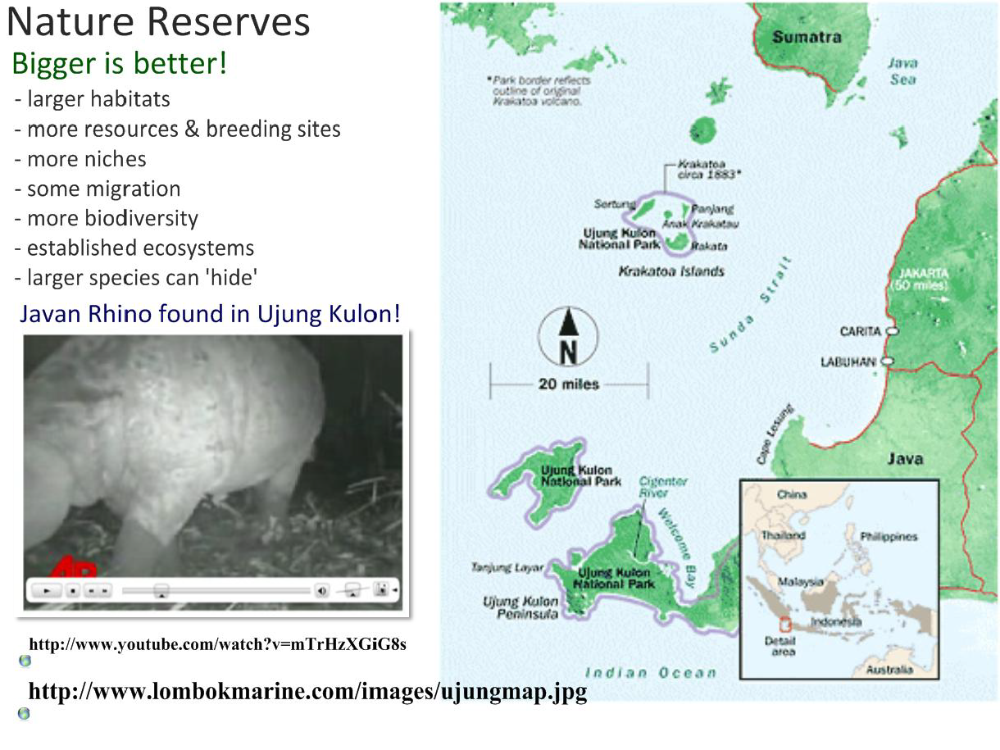 Nature Reserves
Bigger is better!
- larger habitats
- more resources & breeding sites
- more niches
- some migration
- more biodiversity
- established ecosystems
- larger species can 'hide'
Javan Rhino found in Ujung Kulon!
AP
http://www.youtube.com/watch?v=mTrHzXGiG8s
http://www.lombokmarine.com/images/ujungmap.jpg
Sumatra
Java
Sea
*Park border reflects
outline of original
Krakatoa volcano.
Krakatoa
circa 1883*
Sertung
Panjang
Anak Krakatau
Ujung Kulon
National Park
Rakata
Krakatoa Islands
Sunda Strait
JAKARTA
(50 miles)
CARITA
LABUHAN
N
20 miles
Cape Lesung
Java
Ujung Kulon
National Park
Cigenter
River
Welcome Bay
Tanjung Layar
Ujung Kulon
National Park
Ujung Kulon
Peninsula
Indian Ocean
China
Thailand
Philippines
Malaysia
Indonesia
Detail
area
Australia